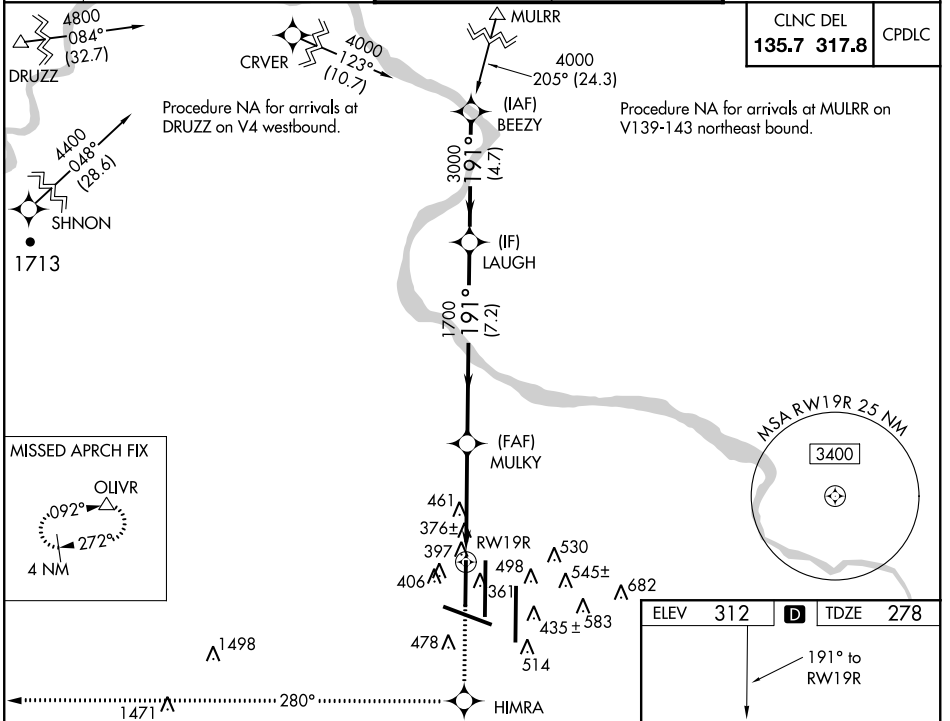 4800
084°
(32.7)
DRUZZ
CRVER
4000
123°
(10.7)
MULRR
4000
205° (24.3)
CLNC DEL
135.7 317.8
CPDLC
Procedure NA for arrivals at
DRUZZ on V4 westbound.
(IAF)
BEEZY
Procedure NA for arrivals at MULRR on
V139-143 northeast bound.
4400
048°
(28.6)
SHNON
1713
3000
191°
(4.7)
(IF)
LAUGH
1700
191°
(7.2)
(FAF)
MULKY
MSA RW19R 25 NM
3400
MISSED APRCH FIX
OLIVR
092°
272°
4 NM
461
376±
397
RW19R
406
361
498
530
545±
682
583
435±
514
478
1498
1471
280°
HIMRA
ELEV 312 D TDZE 278
191° to
RW19R